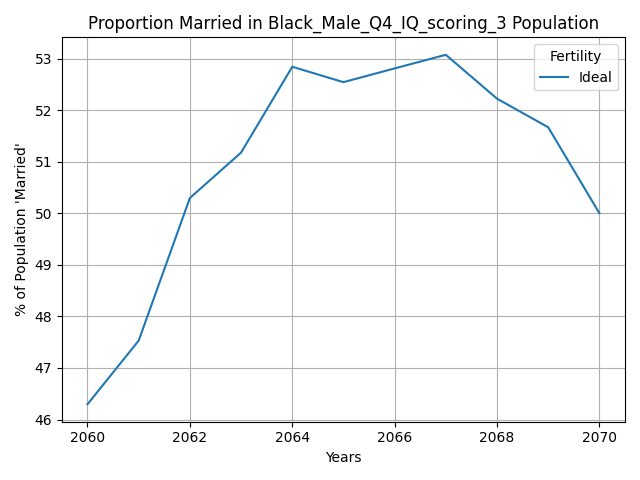 Proportion Married in Black_Male_Q4_IQ_scoring_3 Population
Fertility
Ideal
% of Population 'Married'
53
52
51
50
49
48
47
46
2060 2062 2064 2066 2068 2070
Years